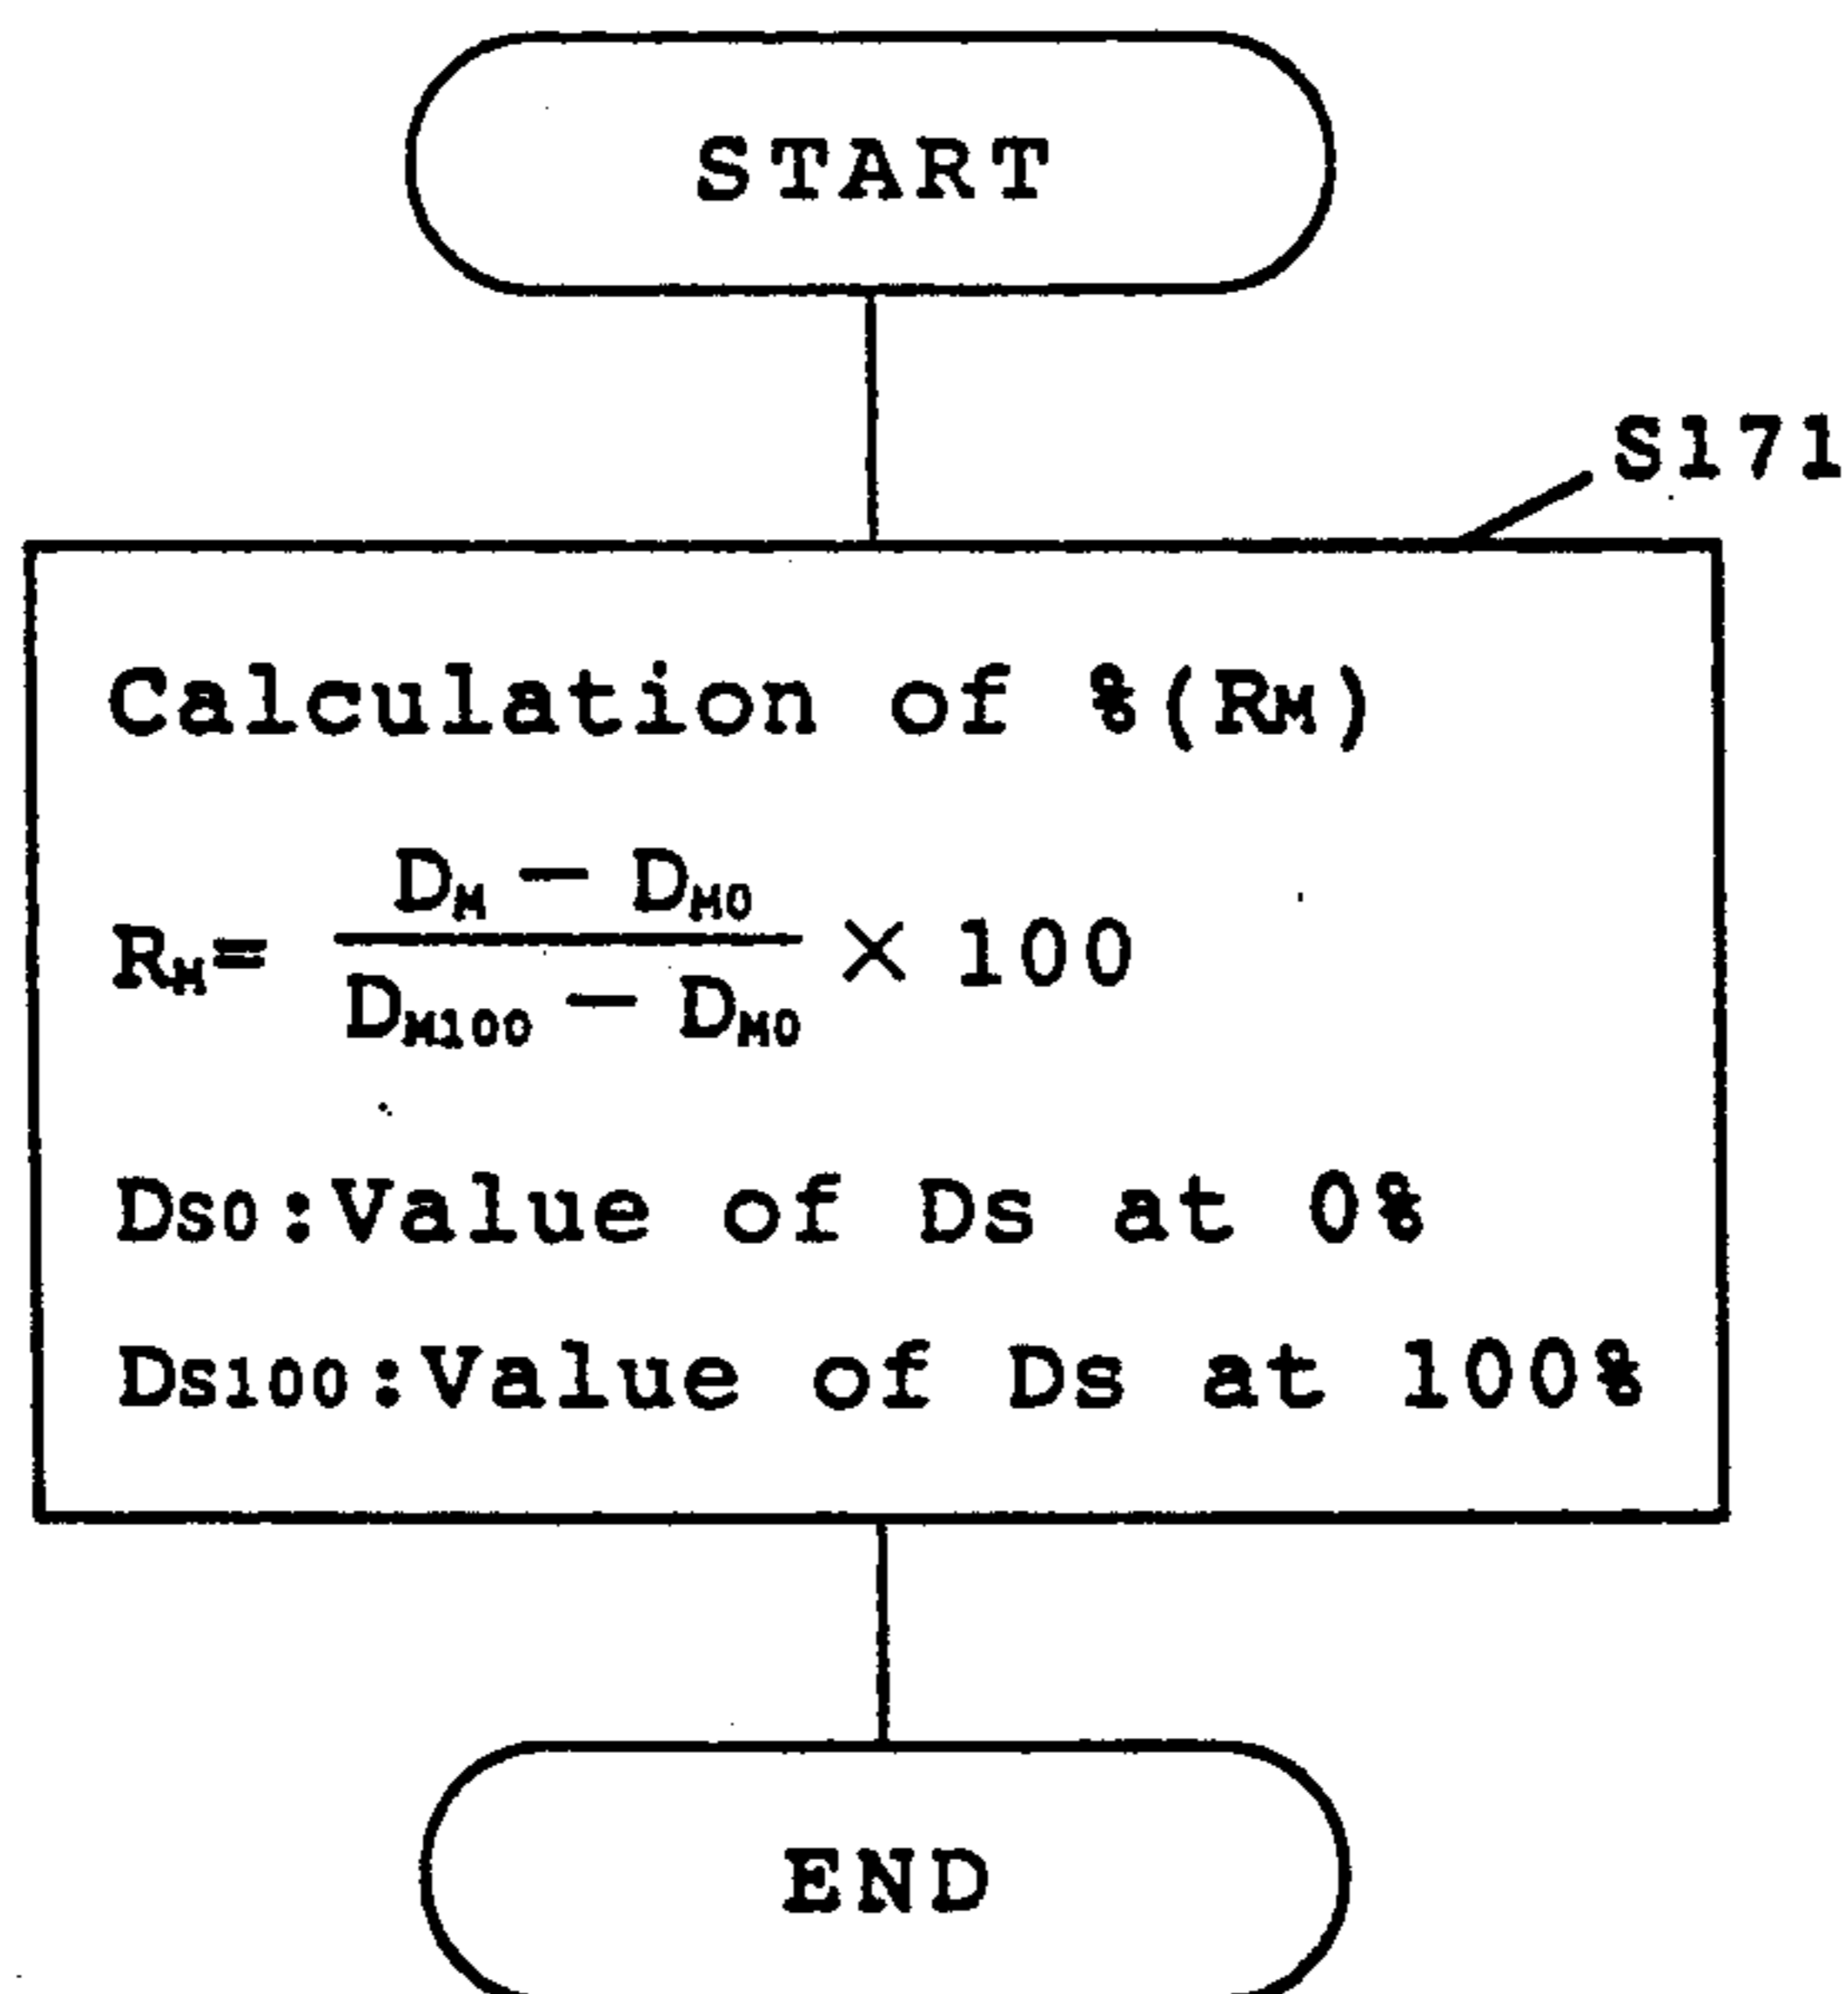 START
S171
Calculation of %(RM)
RM= DM − DM0 / DM100 − DM0 × 100
DS0:Value of Ds at 0%
DS100:Value of Ds at 100%
END